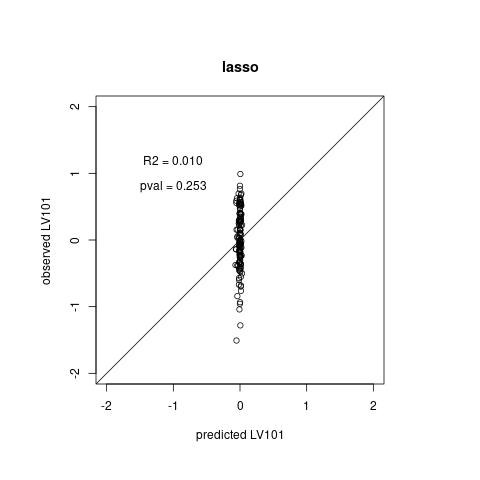 lasso
R2 = 0.010
pval = 0.253
observed LV101
2
1
0
-1
-2
-2 -1 0 1 2
predicted LV101